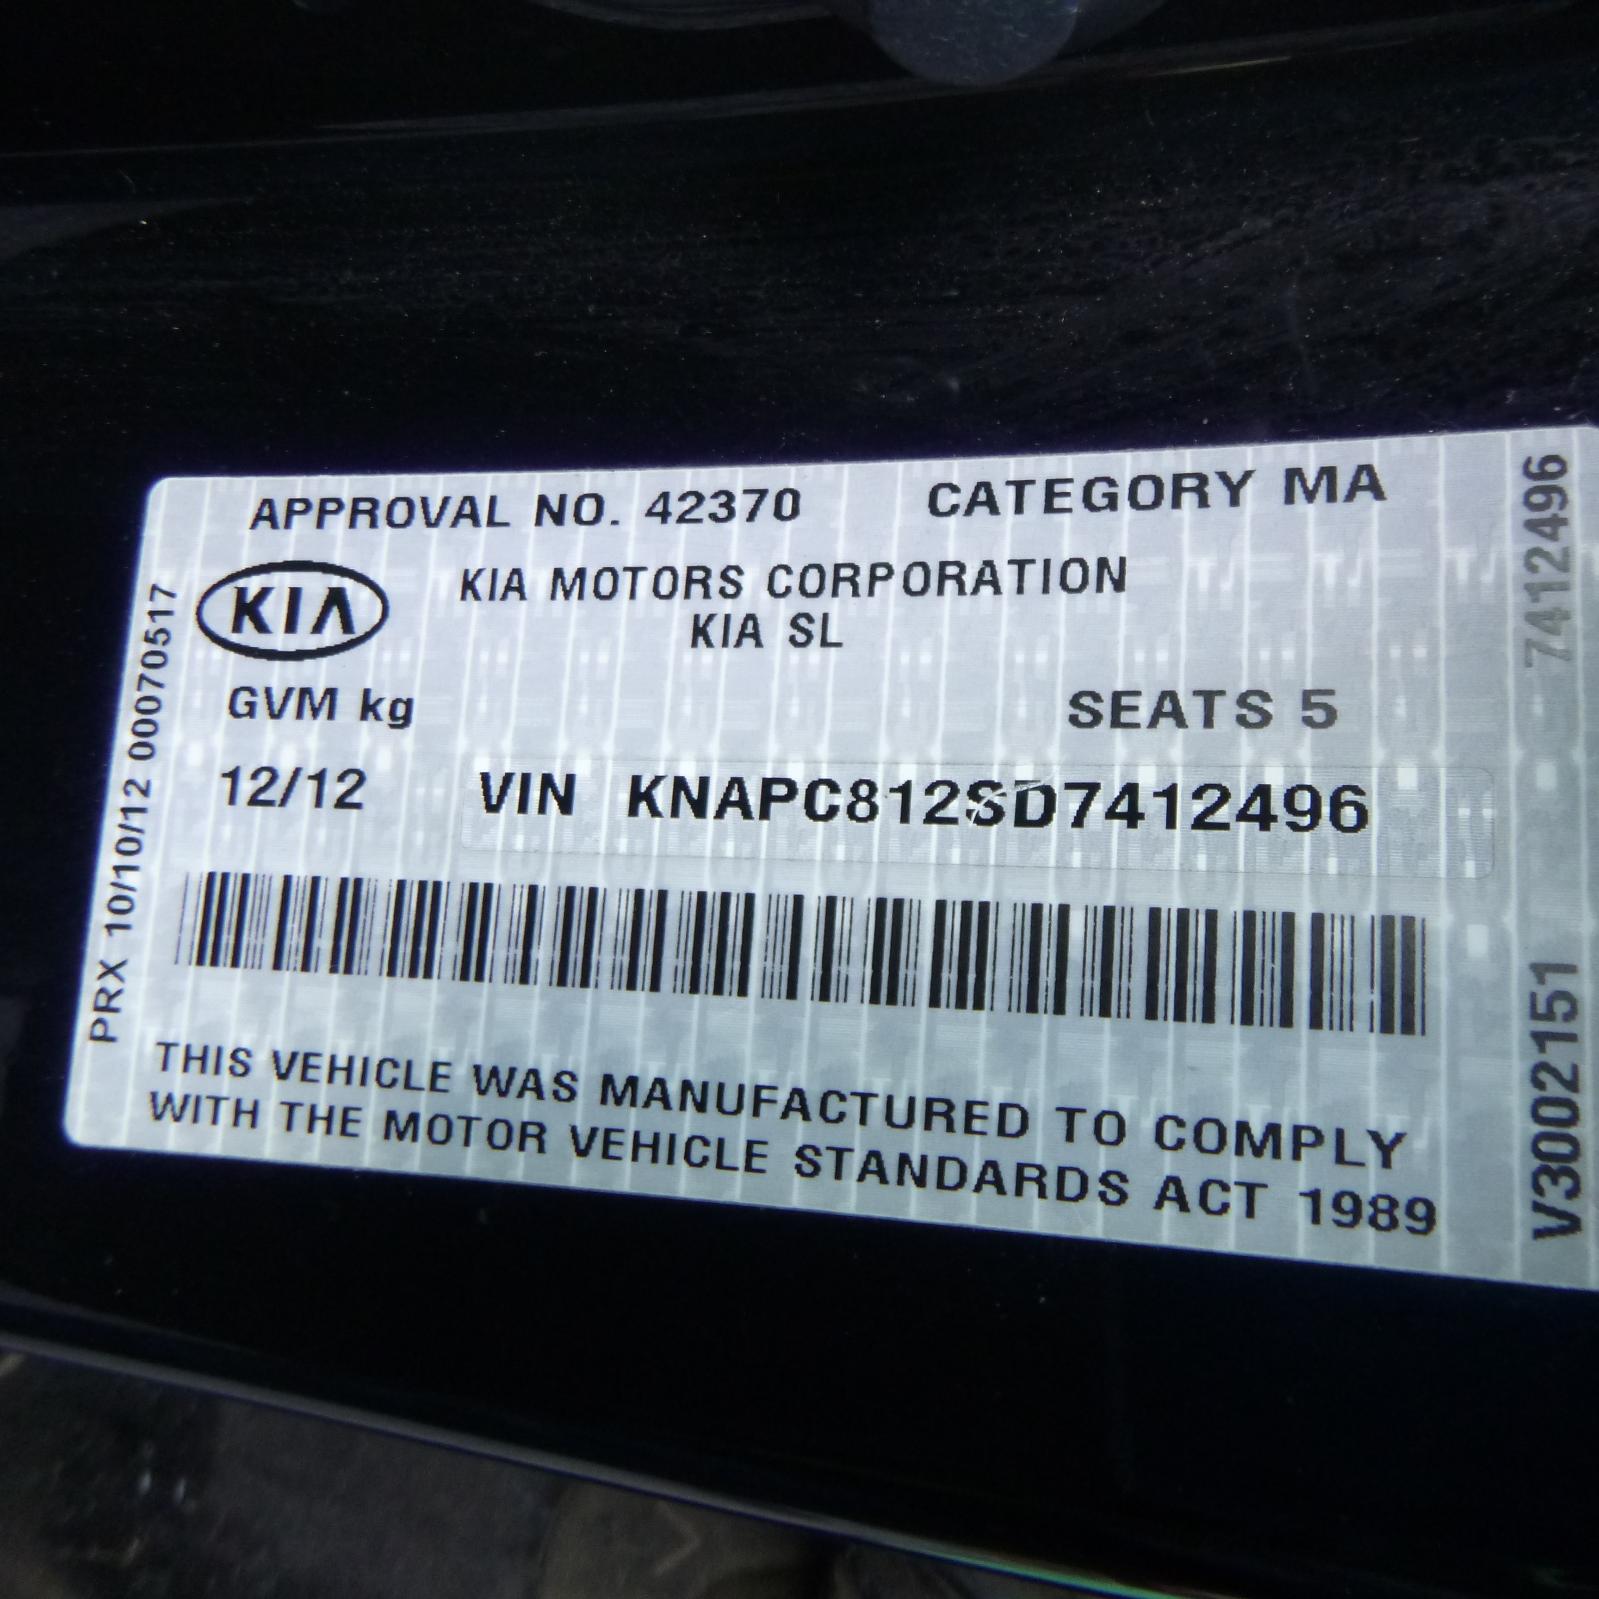 APPROVAL NO. 42370 CATEGORY MA
KIA
KIA MOTORS CORPORATION
KIA SL
GVM kg SEATS 5
12/12 VIN KNAPC812SD7412496
THIS VEHICLE WAS MANUFACTURED TO COMPLY
WITH THE MOTOR VEHICLE STANDARDS ACT 1989
PRX 10/10/12 00070517
V3002151 7412496